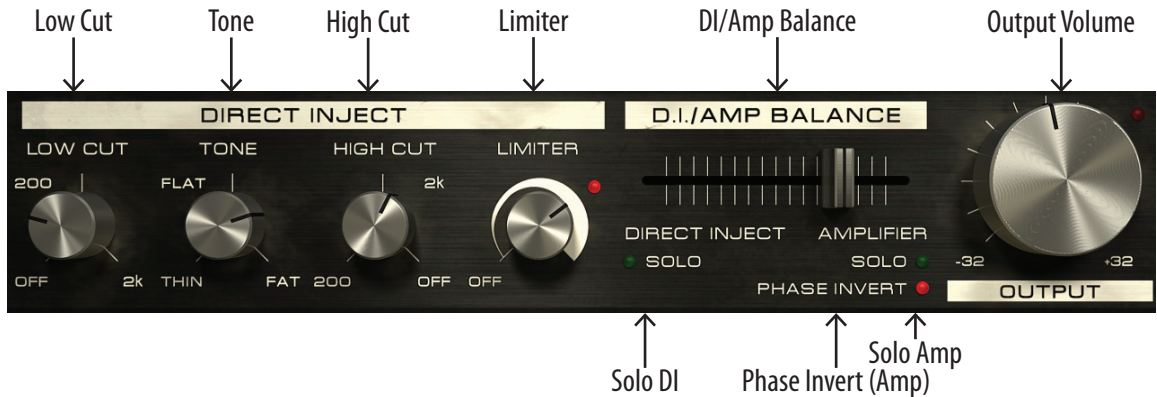 Low Cut Tone High Cut Limiter DI/Amp Balance Output Volume
DIRECT INJECT D.I./AMP BALANCE
LOW CUT TONE HIGH CUT LIMITER
200 FLAT 2k
DIRECT INJECT AMPLIFIER
SOLO SOLO -32 +32
OFF 2k THIN FAT 200 OFF OFF
PHASE INVERT OUTPUT
Solo Amp
Solo DI Phase Invert (Amp)